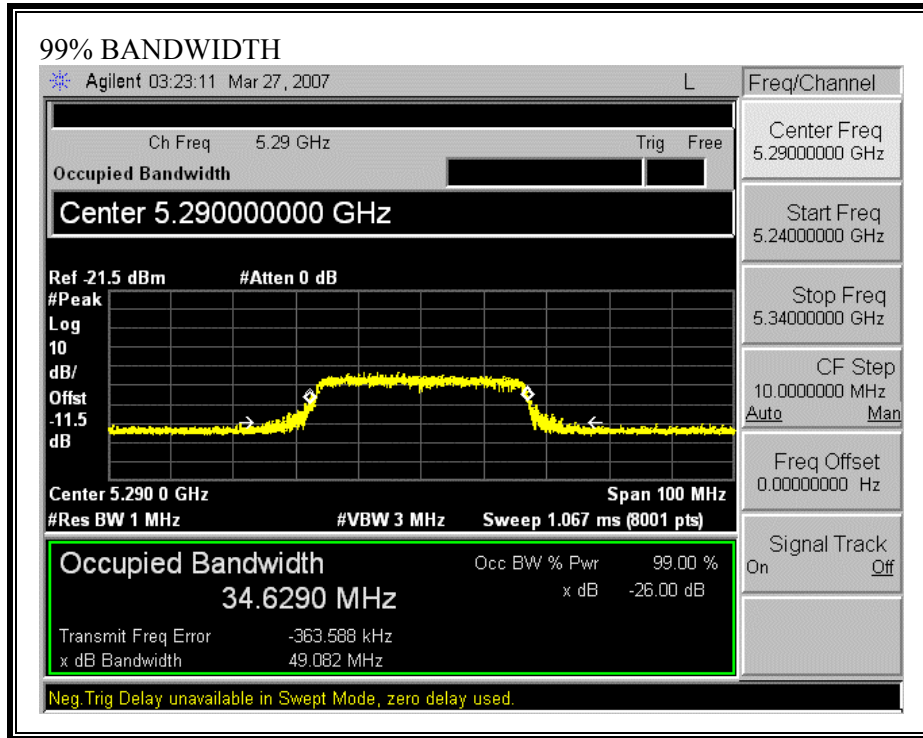 99% BANDWIDTH
Agilent 03:23:11 Mar 27, 2007 L
Freq/Channel
Ch Freq 5.29 GHz Trig Free
Occupied Bandwidth
Center 5.290000000 GHz
Ref -21.5 dBm #Atten 0 dB
#Peak
Log
10
dB/
Offst
-11.5
dB
Center 5.290 0 GHz Span 100 MHz
#Res BW 1 MHz #VBW 3 MHz Sweep 1.067 ms (8001 pts)
Occupied Bandwidth
34.6290 MHz
Occ BW % Pwr 99.00 %
x dB -26.00 dB
Transmit Freq Error -363.588 kHz
x dB Bandwidth 49.082 MHz
Neg.Trig Delay unavailable in Swept Mode, zero delay used.
Center Freq
5.29000000 GHz
Start Freq
5.24000000 GHz
Stop Freq
5.34000000 GHz
CF Step
10.0000000 MHz
Auto Man
Freq Offset
0.00000000 Hz
Signal Track
On Off